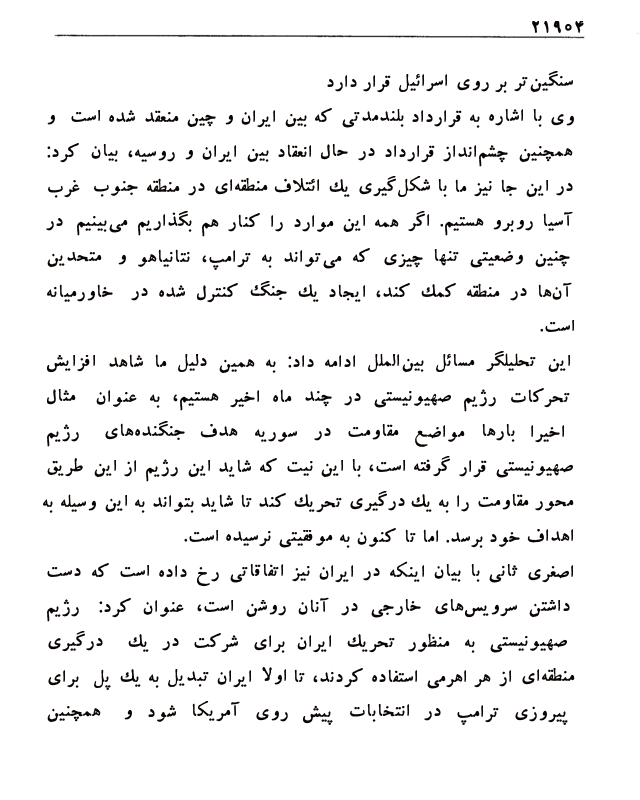 ۲۱۹۰۴
سنگین‌تر بر روی اسرائیل قرار دارد
وی با اشاره به قرارداد بلندمدتی که بین ایران و چین منعقد شده است و
همچنین چشم‌انداز قرارداد در حال انعقاد بین ایران و روسیه، بیان کرد:
در این جا نیز ما با شکل‌گیری یك ائتلاف منطقه‌ای در منطقه جنوب غرب
آسیا روبرو هستیم. اگر همه این موارد را کنار هم بگذاریم می‌بینیم در
چنین وضعیتی تنها چیزی که می‌تواند به ترامپ، نتانیاهو و متحدین
آن‌ها در منطقه کمك کند، ایجاد یك جنگ کنترل شده در خاورمیانه
است.
این تحلیلگر مسائل بین‌الملل ادامه داد: به همین دلیل ما شاهد افزایش
تحرکات رژیم صهیونیستی در چند ماه اخیر هستیم، به عنوان مثال
اخیرا بارها مواضع مقاومت در سوریه هدف جنگنده‌های رژیم
صهیونیستی قرار گرفته است، با این نیت که شاید این رژیم از این طریق
محور مقاومت را به یك درگیری تحریك کند تا شاید بتواند به این وسیله به
اهداف خود برسد. اما تا کنون به موفقیتی نرسیده است.
اصغری ثانی با بیان اینکه در ایران نیز اتفاقاتی رخ داده است که دست
داشتن سرویس‌های خارجی در آنان روشن است، عنوان کرد: رژیم
صهیونیستی به منظور تحریك ایران برای شرکت در یك درگیری
منطقه‌ای از هر اهرمی استفاده کردند، تا اولا ایران تبدیل به یك پل برای
پیروزی ترامپ در انتخابات پیش روی آمریکا شود و همچنین